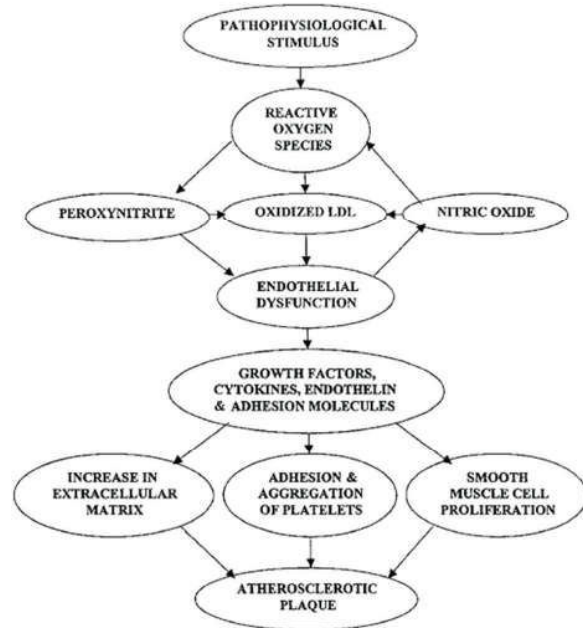 PATHOPHYSIOLOGICAL
STIMULUS
REACTIVE
OXYGEN
SPECIES
PEROXYNITRITE
OXIDIZED LDL
NITRIC OXIDE
ENDOTHELIAL
DYSFUNCTION
GROWTH FACTORS,
CYTOKINES, ENDOTHELIN
& ADHESION MOLECULES
INCREASE IN
EXTRACELLULAR
MATRIX
ADHESION &
AGGREGATION
OF PLATELETS
SMOOTH
MUSCLE CELL
PROLIFERATION
ATHEROSCLEROTIC
PLAQUE